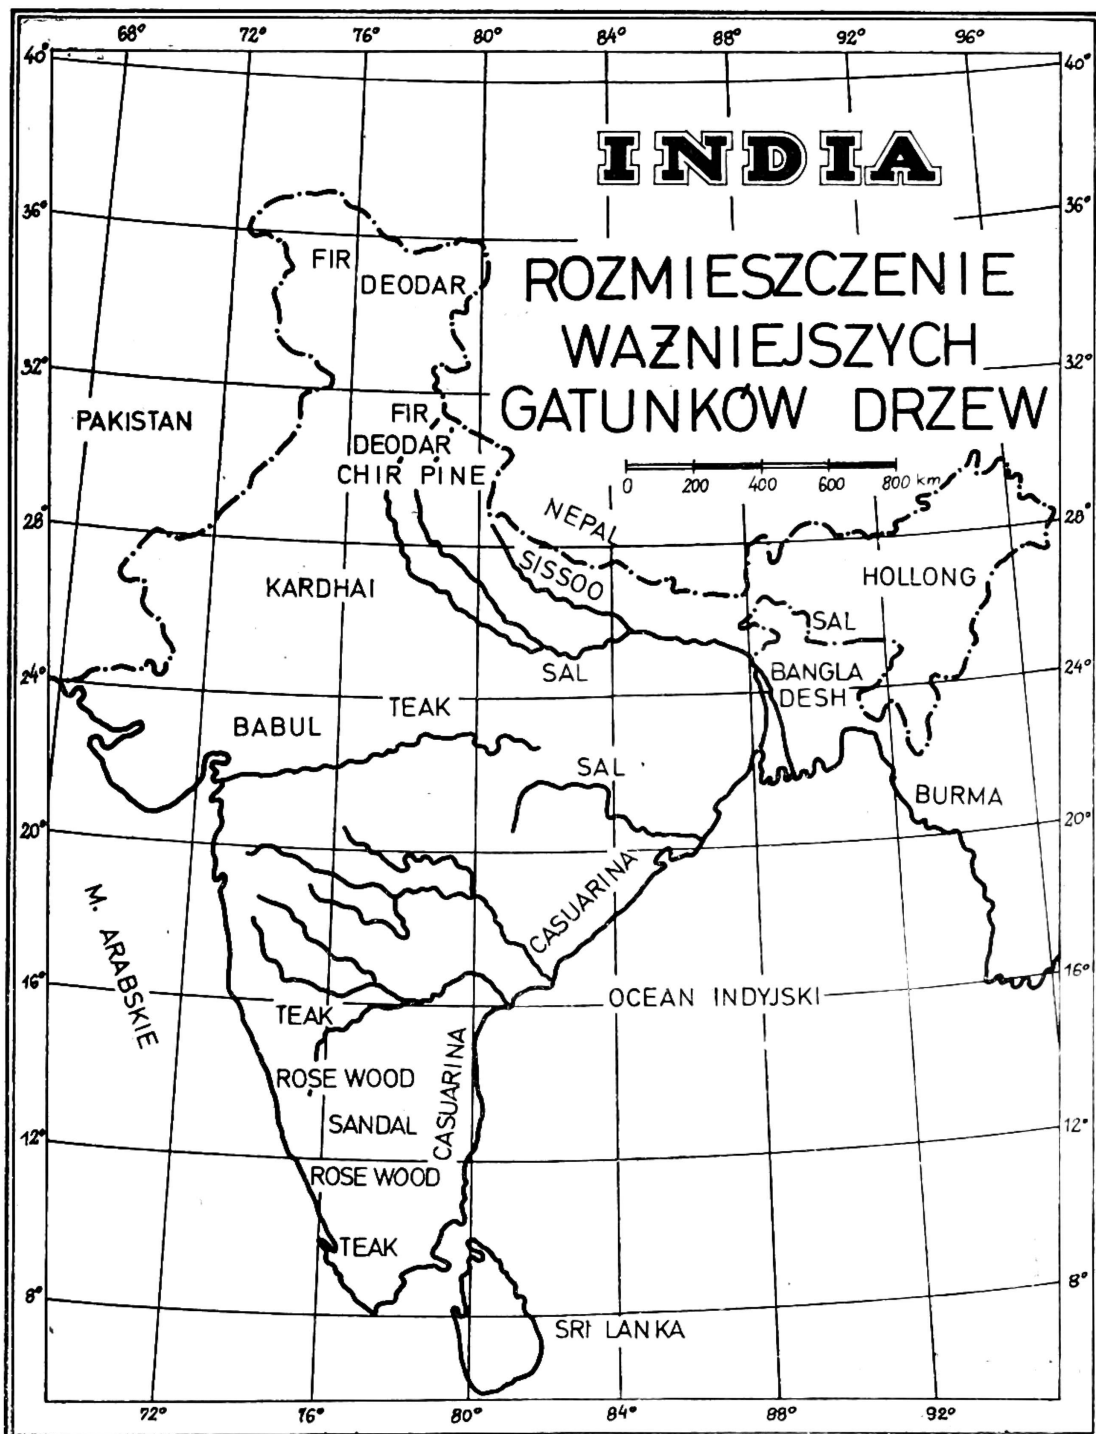 68° 72° 76° 80° 84° 88° 92° 96°
40° 40°
INDIA
36° 36°
ROZMIESZCZENIE
WAŻNIEJSZYCH
GATUNKÓW DRZEW
FIR
DEODAR
32° 32°
PAKISTAN
FIR
DEODAR
CHIR PINE
0 200 400 600 800 km
28° 28°
NEPAL
SISSOO
HOLLONG
KARDHAI
SAL
SAL
24° 24°
BANGLA
DESH
TEAK
BABUL
SAL
BURMA
20° 20°
CASUARINA
M. ARABSKIE
16° 16°
OCEAN INDYJSKI
TEAK
CASUARINA
ROSE WOOD
SANDAL
12° 12°
ROSE WOOD
TEAK
8° 8°
SRI LANKA
72° 76° 80° 84° 88° 92°